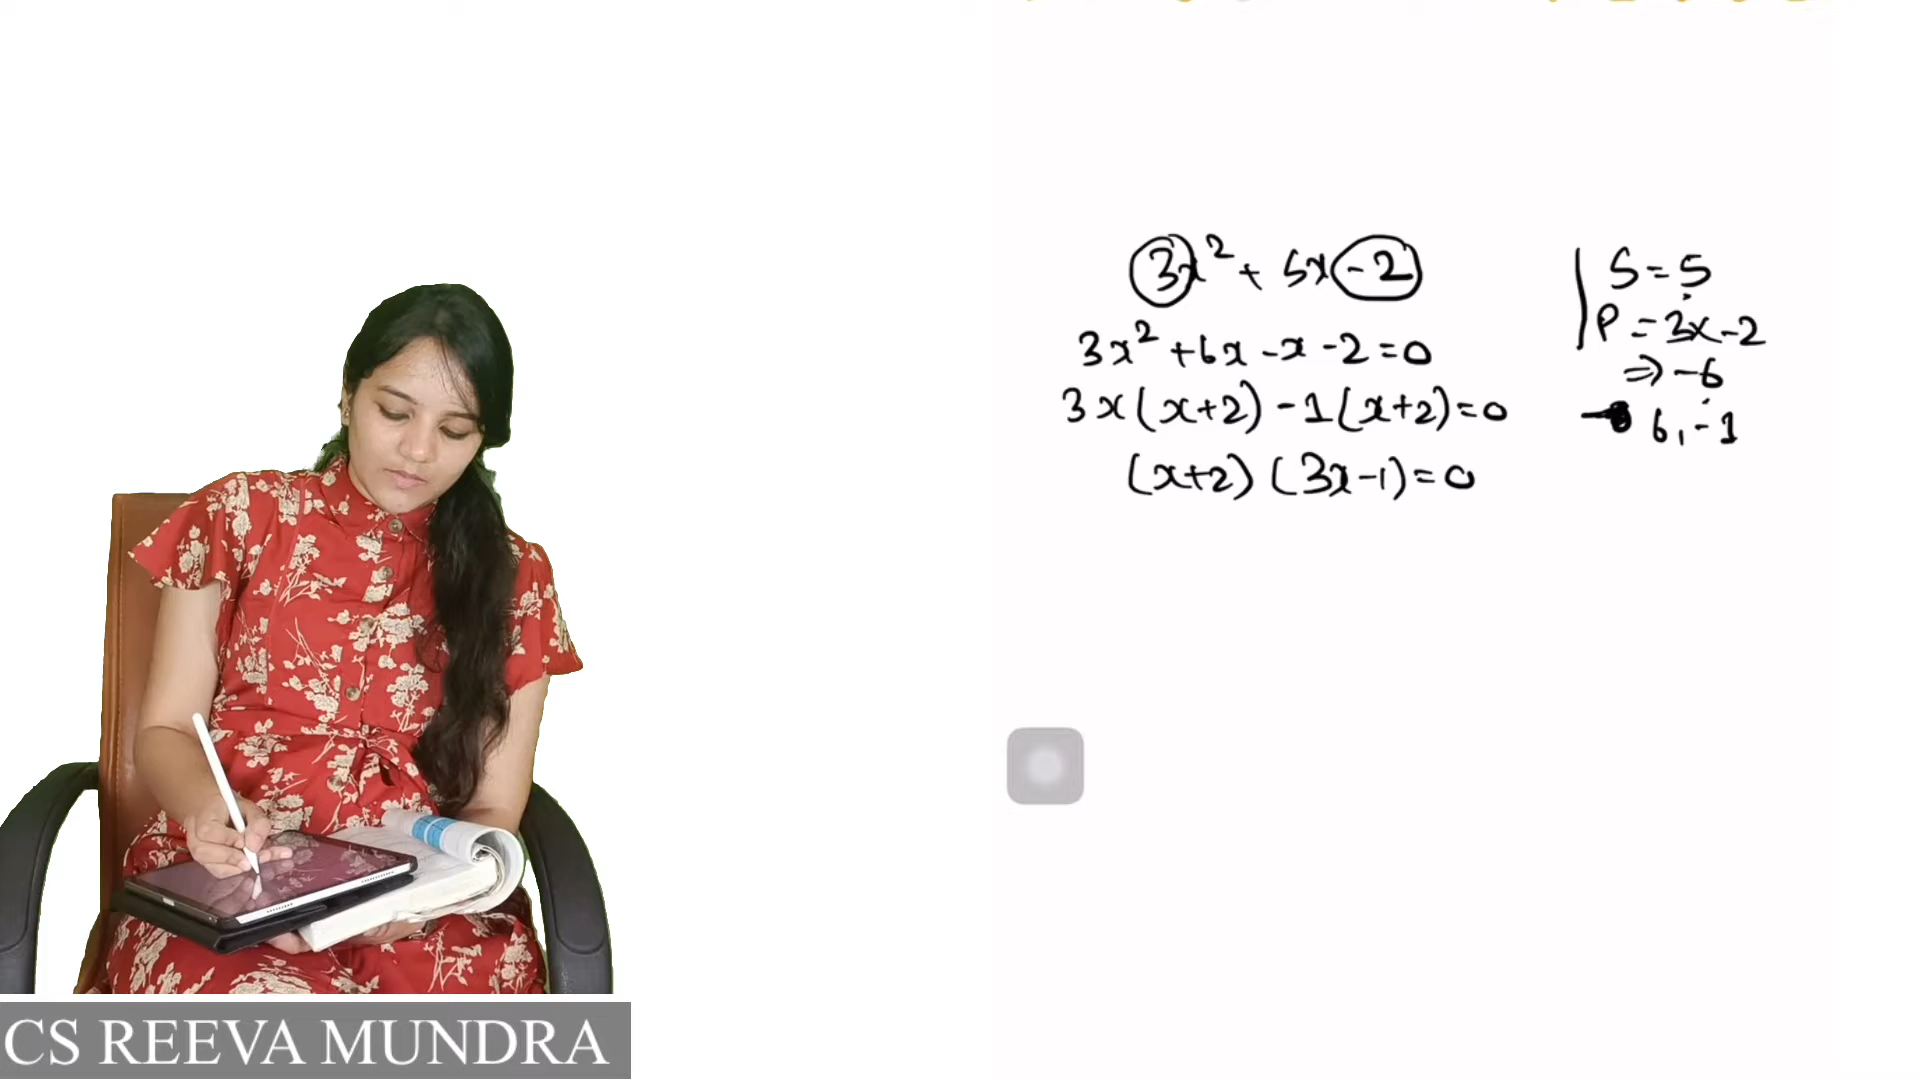 3x² + 5x - 2
3x² + 6x - x - 2 = 0
3x(x+2) - 1(x+2) = 0
(x+2) (3x-1) = 0
S = 5
P = 3x-2
⇒ -6
6, -1
CS REEVA MUNDRA